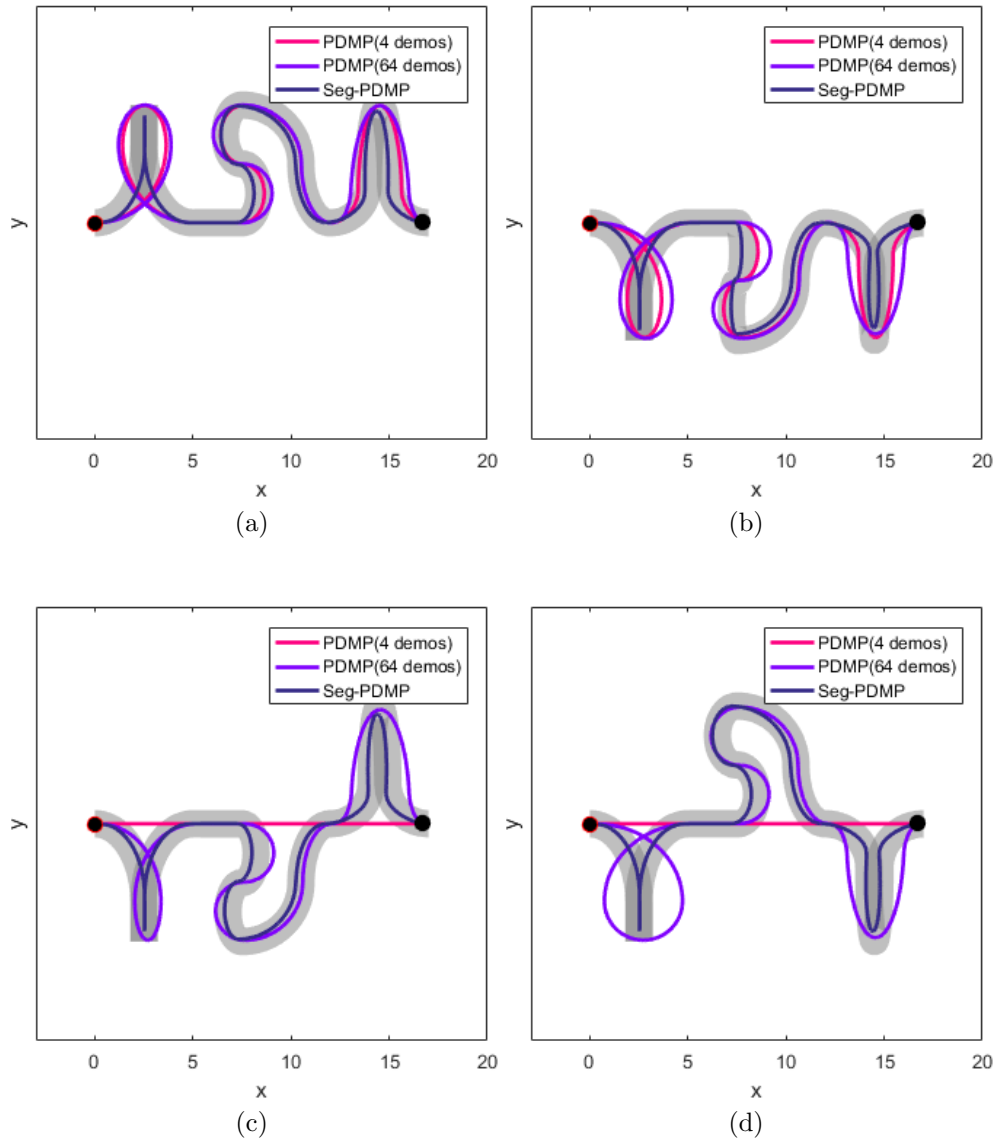 PDMP(4 demos)
PDMP(64 demos)
Seg-PDMP
y
0 5 10 15 20
x
(a)
PDMP(4 demos)
PDMP(64 demos)
Seg-PDMP
y
0 5 10 15 20
x
(b)
PDMP(4 demos)
PDMP(64 demos)
Seg-PDMP
y
0 5 10 15 20
x
(c)
PDMP(4 demos)
PDMP(64 demos)
Seg-PDMP
y
0 5 10 15 20
x
(d)